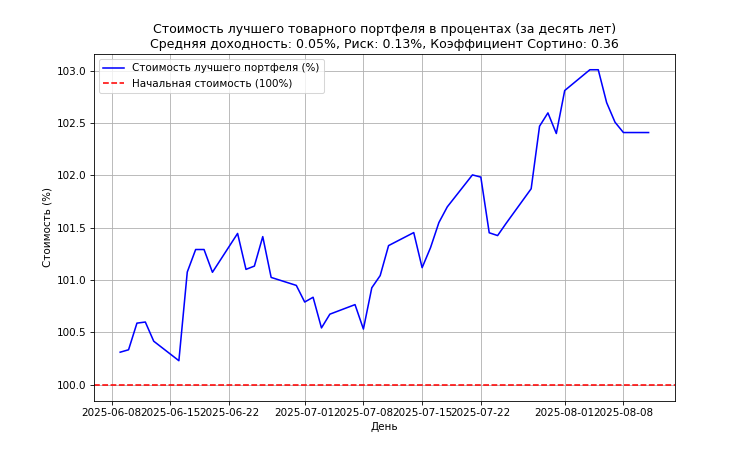 Стоимость лучшего товарного портфеля в процентах (за десять лет)
Средняя доходность: 0.05%, Риск: 0.13%, Коэффициент Сортино: 0.36
Стоимость лучшего портфеля (%)
Начальная стоимость (100%)
Стоимость (%)
103.0
102.5
102.0
101.5
101.0
100.5
100.0
2025-06-08 2025-06-15 2025-06-22 2025-07-01 2025-07-08 2025-07-15 2025-07-22 2025-08-01 2025-08-08
День